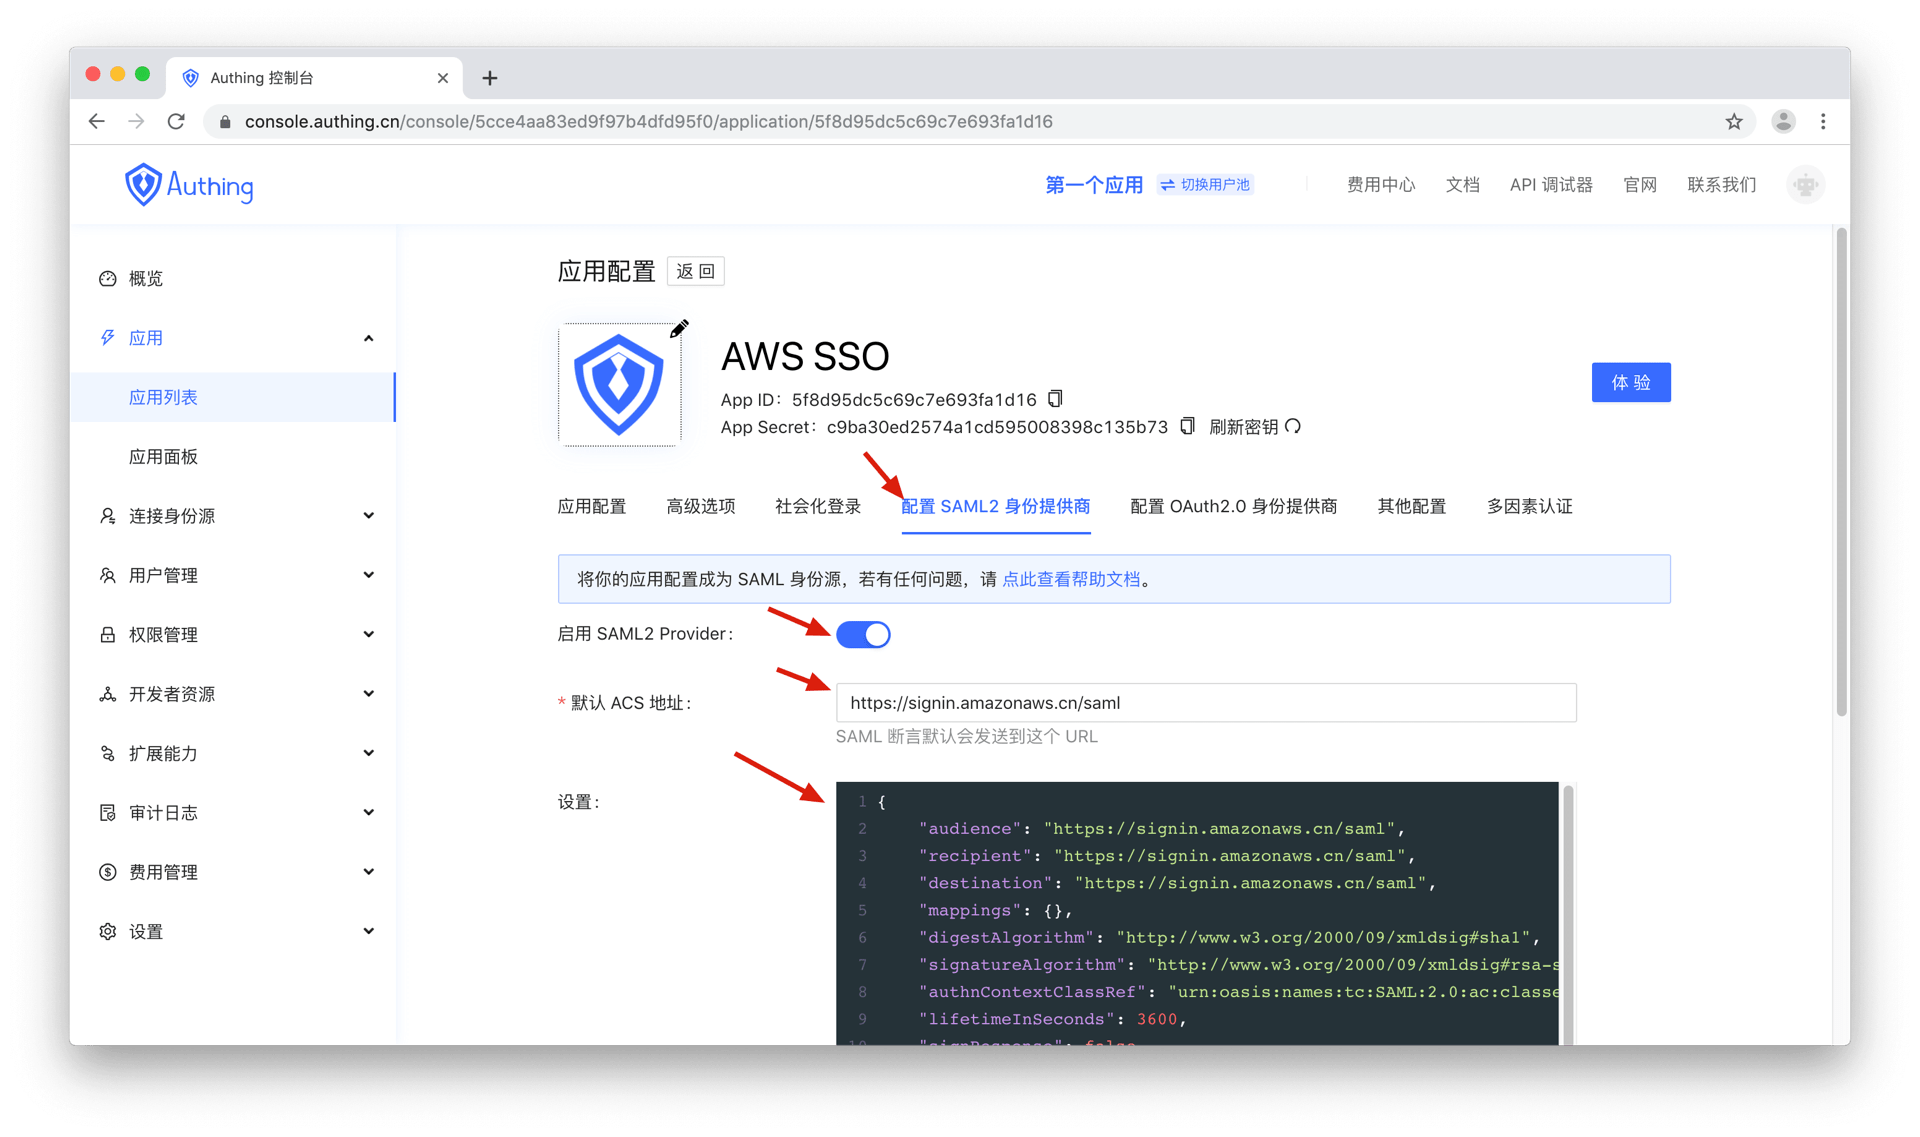 Authing 控制台
console.authing.cn/console/5cce4aa83ed9f97b4dfd95f0/application/5f8d95dc5c69c7e693fa1d16
Authing
第一个应用 切换用户池 费用中心 文档 API 调试器 官网 联系我们
概览
应用
应用列表
应用面板
连接身份源
用户管理
权限管理
开发者资源
扩展能力
审计日志
费用管理
设置
应用配置 返 回
AWS SSO
App ID: 5f8d95dc5c69c7e693fa1d16
App Secret: c9ba30ed2574a1cd595008398c135b73 刷新密钥
体 验
应用配置 高级选项 社会化登录 配置 SAML2 身份提供商 配置 OAuth2.0 身份提供商 其他配置 多因素认证
将你的应用配置成为 SAML 身份源，若有任何问题，请 点此查看帮助文档。
启用 SAML2 Provider:
* 默认 ACS 地址: https://signin.amazonaws.cn/saml
SAML 断言默认会发送到这个 URL
设置:
1 {
2 "audience": "https://signin.amazonaws.cn/saml",
3 "recipient": "https://signin.amazonaws.cn/saml",
4 "destination": "https://signin.amazonaws.cn/saml",
5 "mappings": {},
6 "digestAlgorithm": "http://www.w3.org/2000/09/xmldsig#sha1",
7 "signatureAlgorithm": "http://www.w3.org/2000/09/xmldsig#rsa-s
8 "authnContextClassRef": "urn:oasis:names:tc:SAML:2.0:ac:classe
9 "lifetimeInSeconds": 3600,
10 "signResponse": false